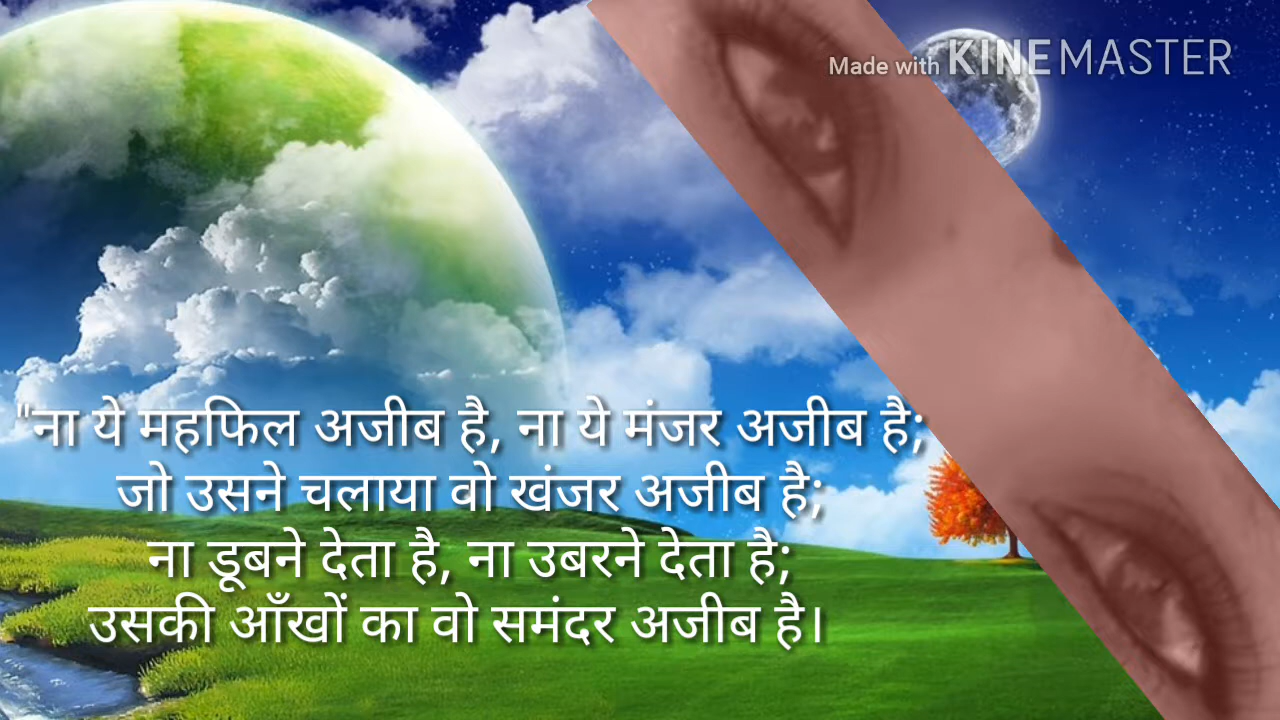 Made with KINEMASTER
"ना ये महफिल अजीब है, ना ये मंजर अजीब है;
जो उसने चलाया वो खंजर अजीब है;
ना डूबने देता है, ना उबरने देता है;
उसकी आँखों का वो समंदर अजीब है।